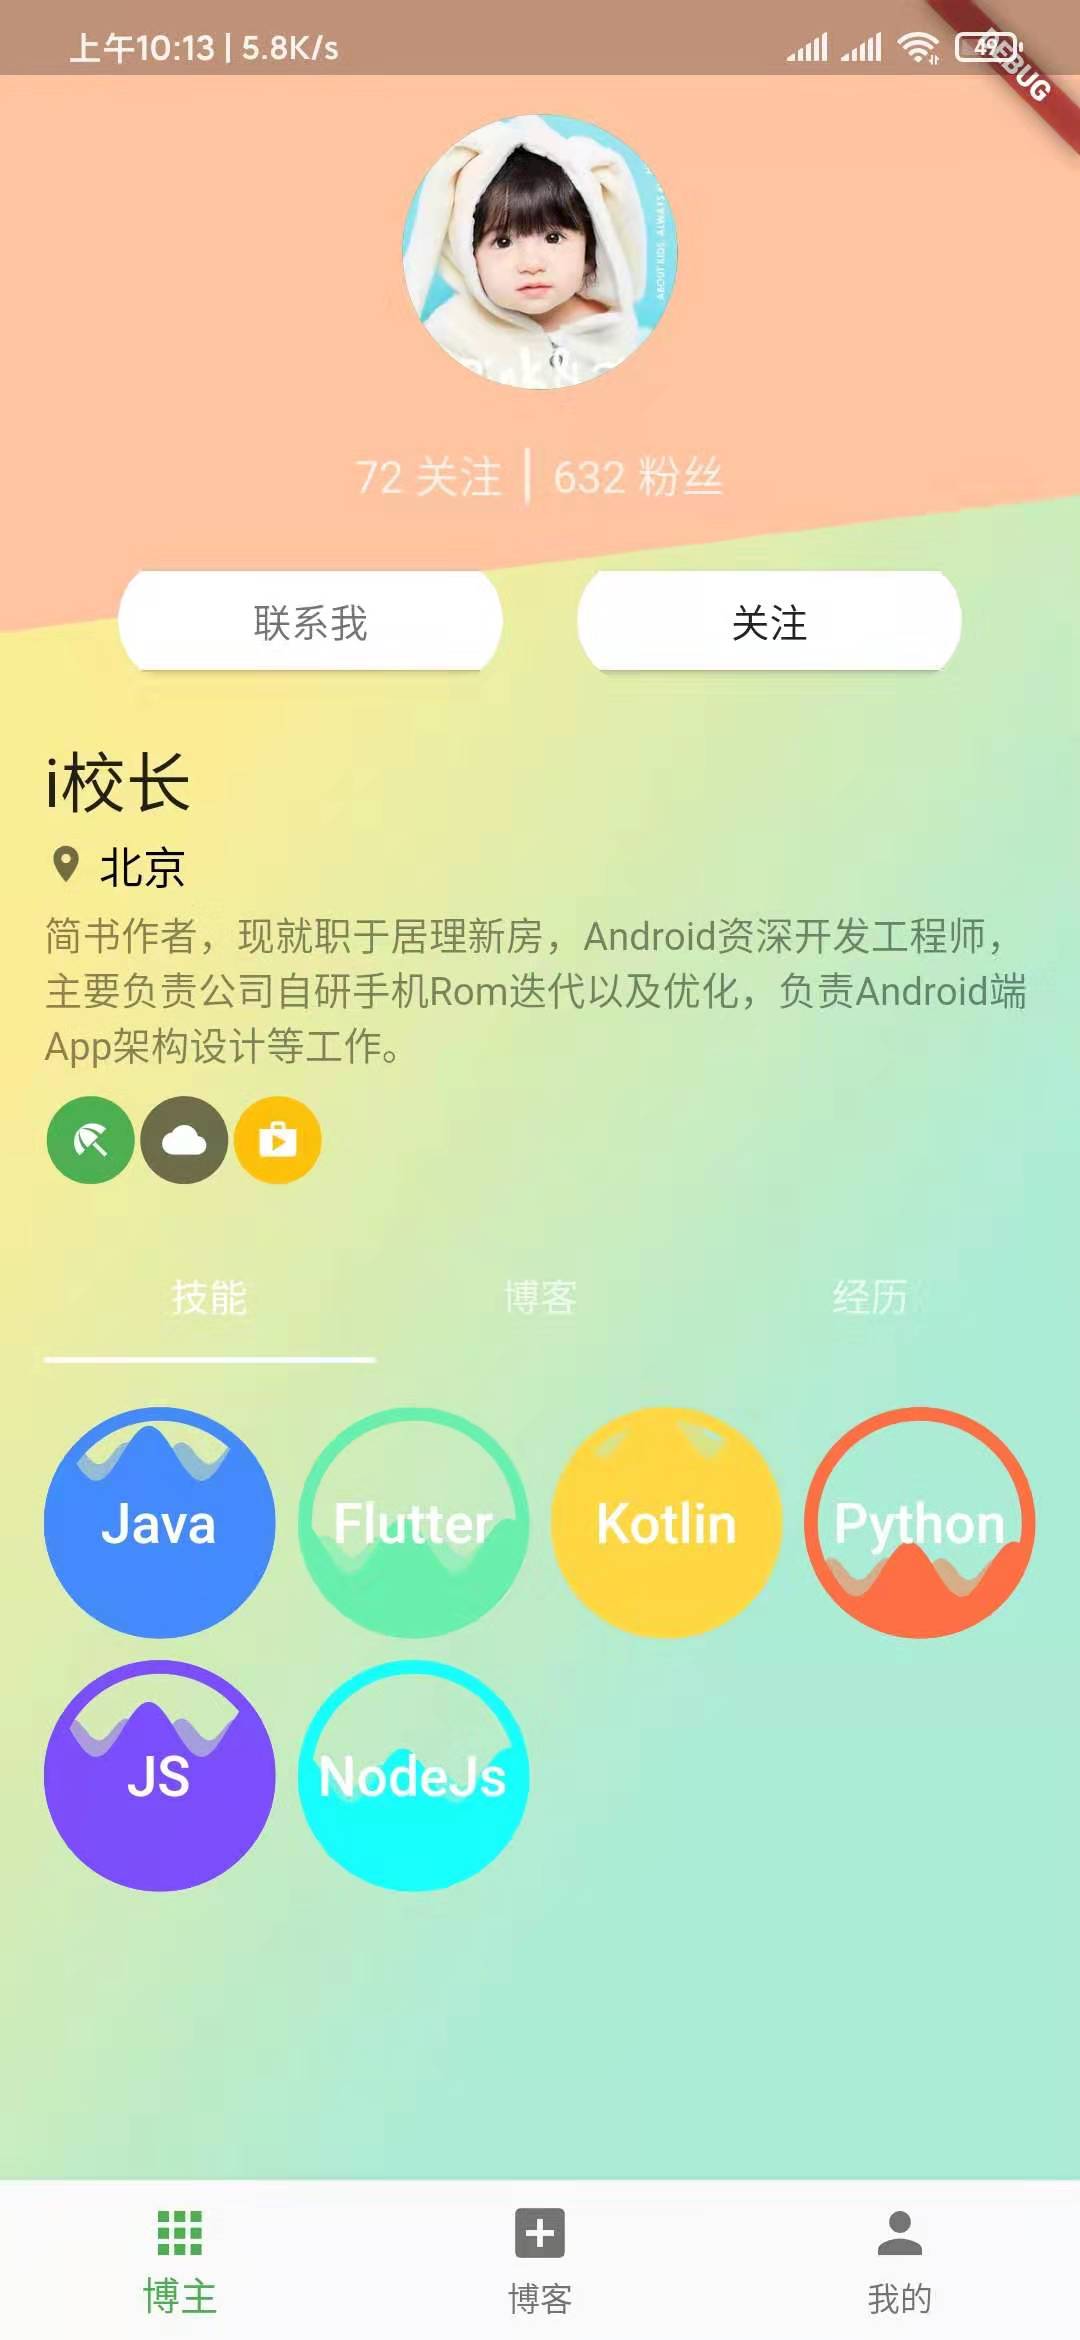 上午10:13 | 5.8K/s
49
DEBUG
ABOUT KIDS. ALWAYS
72 关注 | 632 粉丝
联系我
关注
i校长
北京
简书作者，现就职于居理新房，Android资深开发工程师，
主要负责公司自研手机Rom迭代以及优化，负责Android端
App架构设计等工作。
技能
博客
经历
Java
Flutter
Kotlin
Python
JS
NodeJs
博主
博客
我的